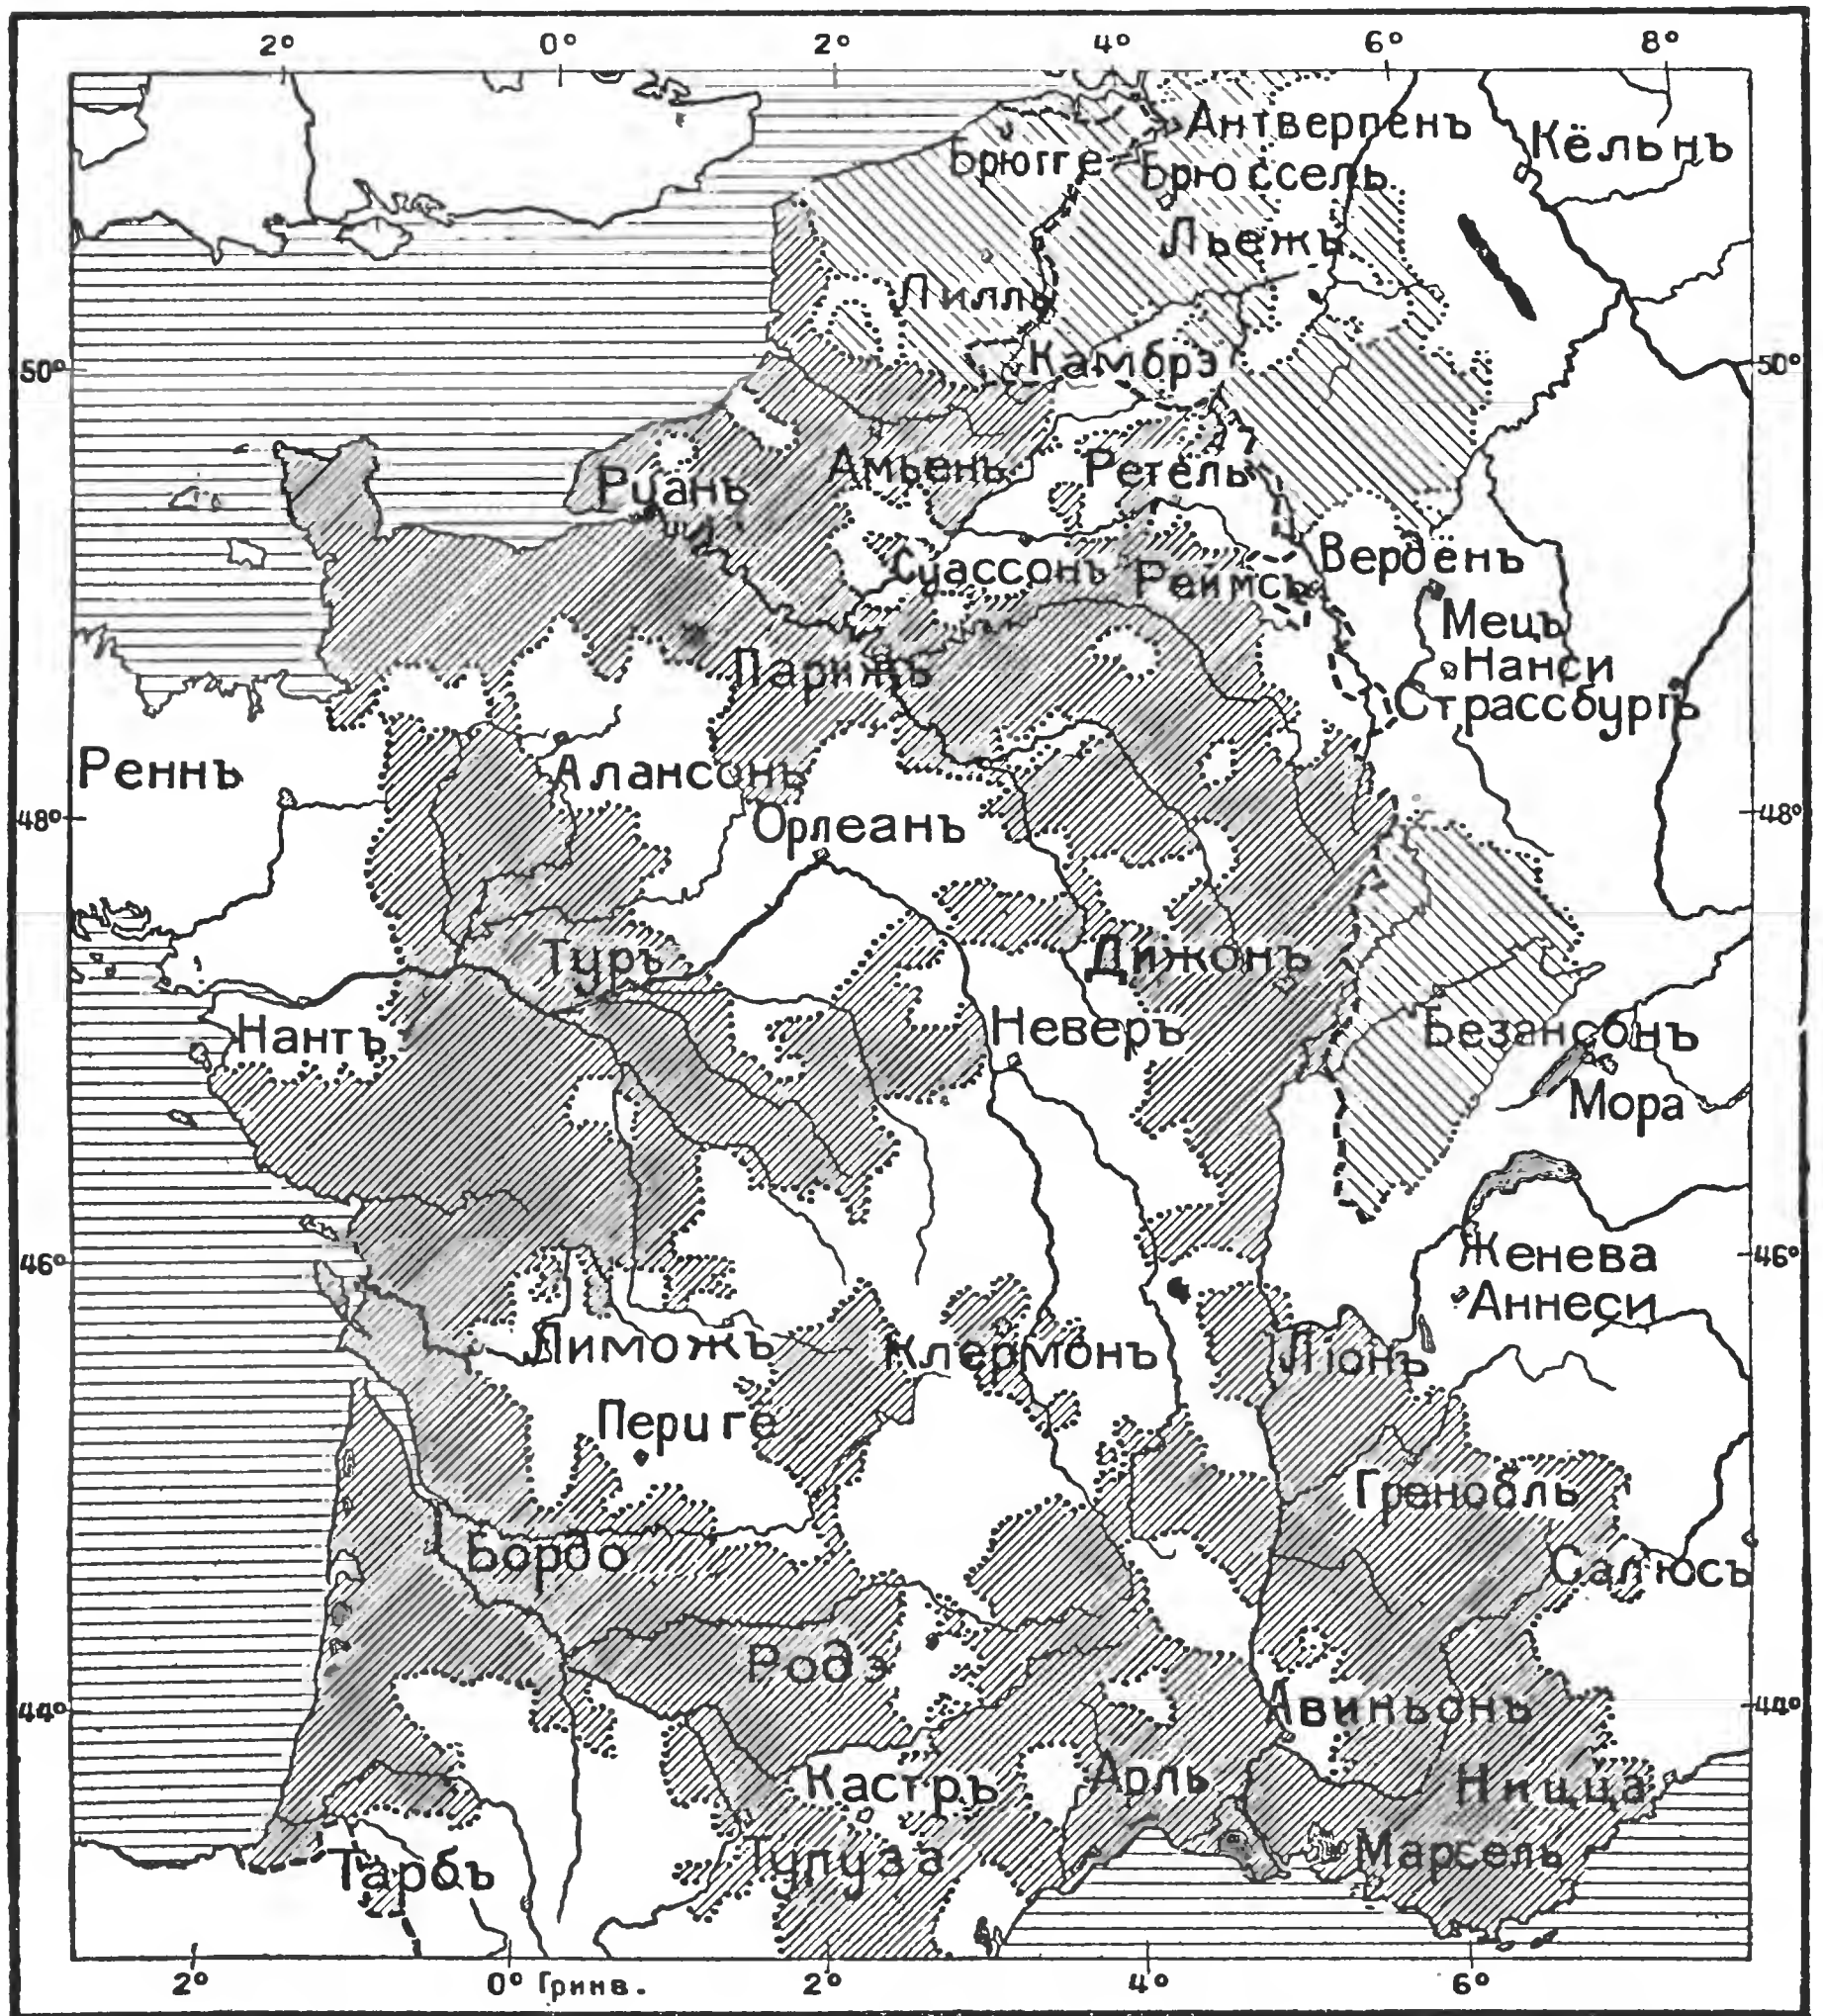 2° 0° 2° 4° 6° 8°
Антверпенъ
Кёльнъ
Брюгге
Брюссель
Льежъ
Лилль
50° Камбрэ 50°
Амьенъ Ретель
Руанъ
Суассонъ Реймсъ Верденъ
Мецъ
Парижъ Нанси
Страссбургъ
Реннъ Алансонъ
48° Орлеанъ 48°
Туръ Дижонъ
Нантъ Неверъ Безансонъ
Мора
46° Женева 46°
Аннеси
Лиможъ Клермонъ Ліонъ
Периге
Гренобль
Бордо Салюсъ
Родэ
44° Авиньонъ 44°
Кастръ Арль Ницца
Тарбъ Тулуза Марсель
2° 0° Гринв. 2° 4° 6°